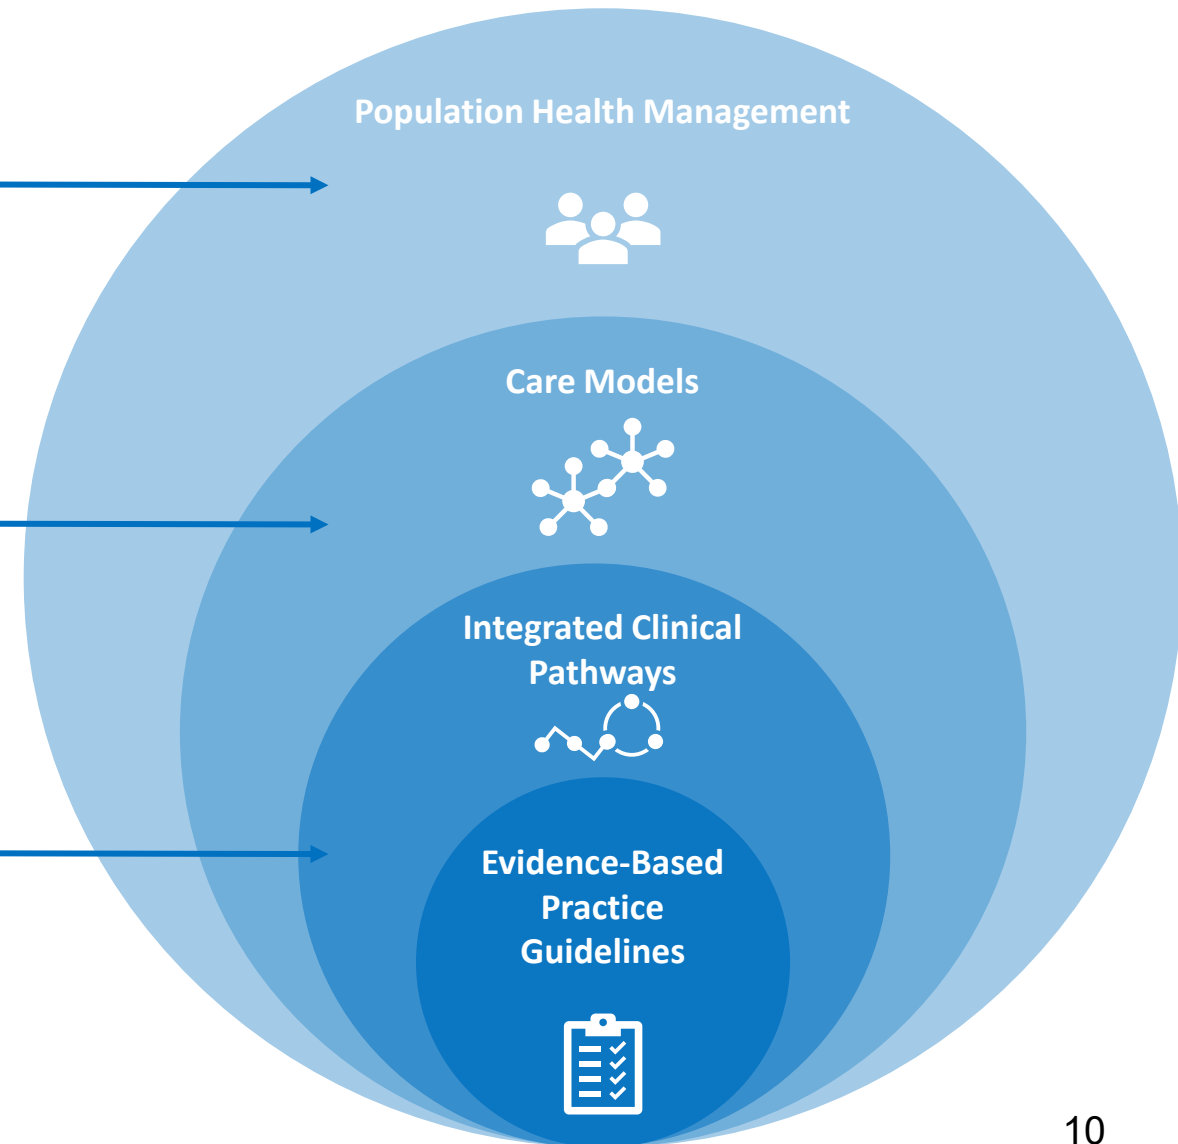 Population Health Management
Care Models
Integrated Clinical
Pathways
Evidence-Based
Practice
Guidelines
10